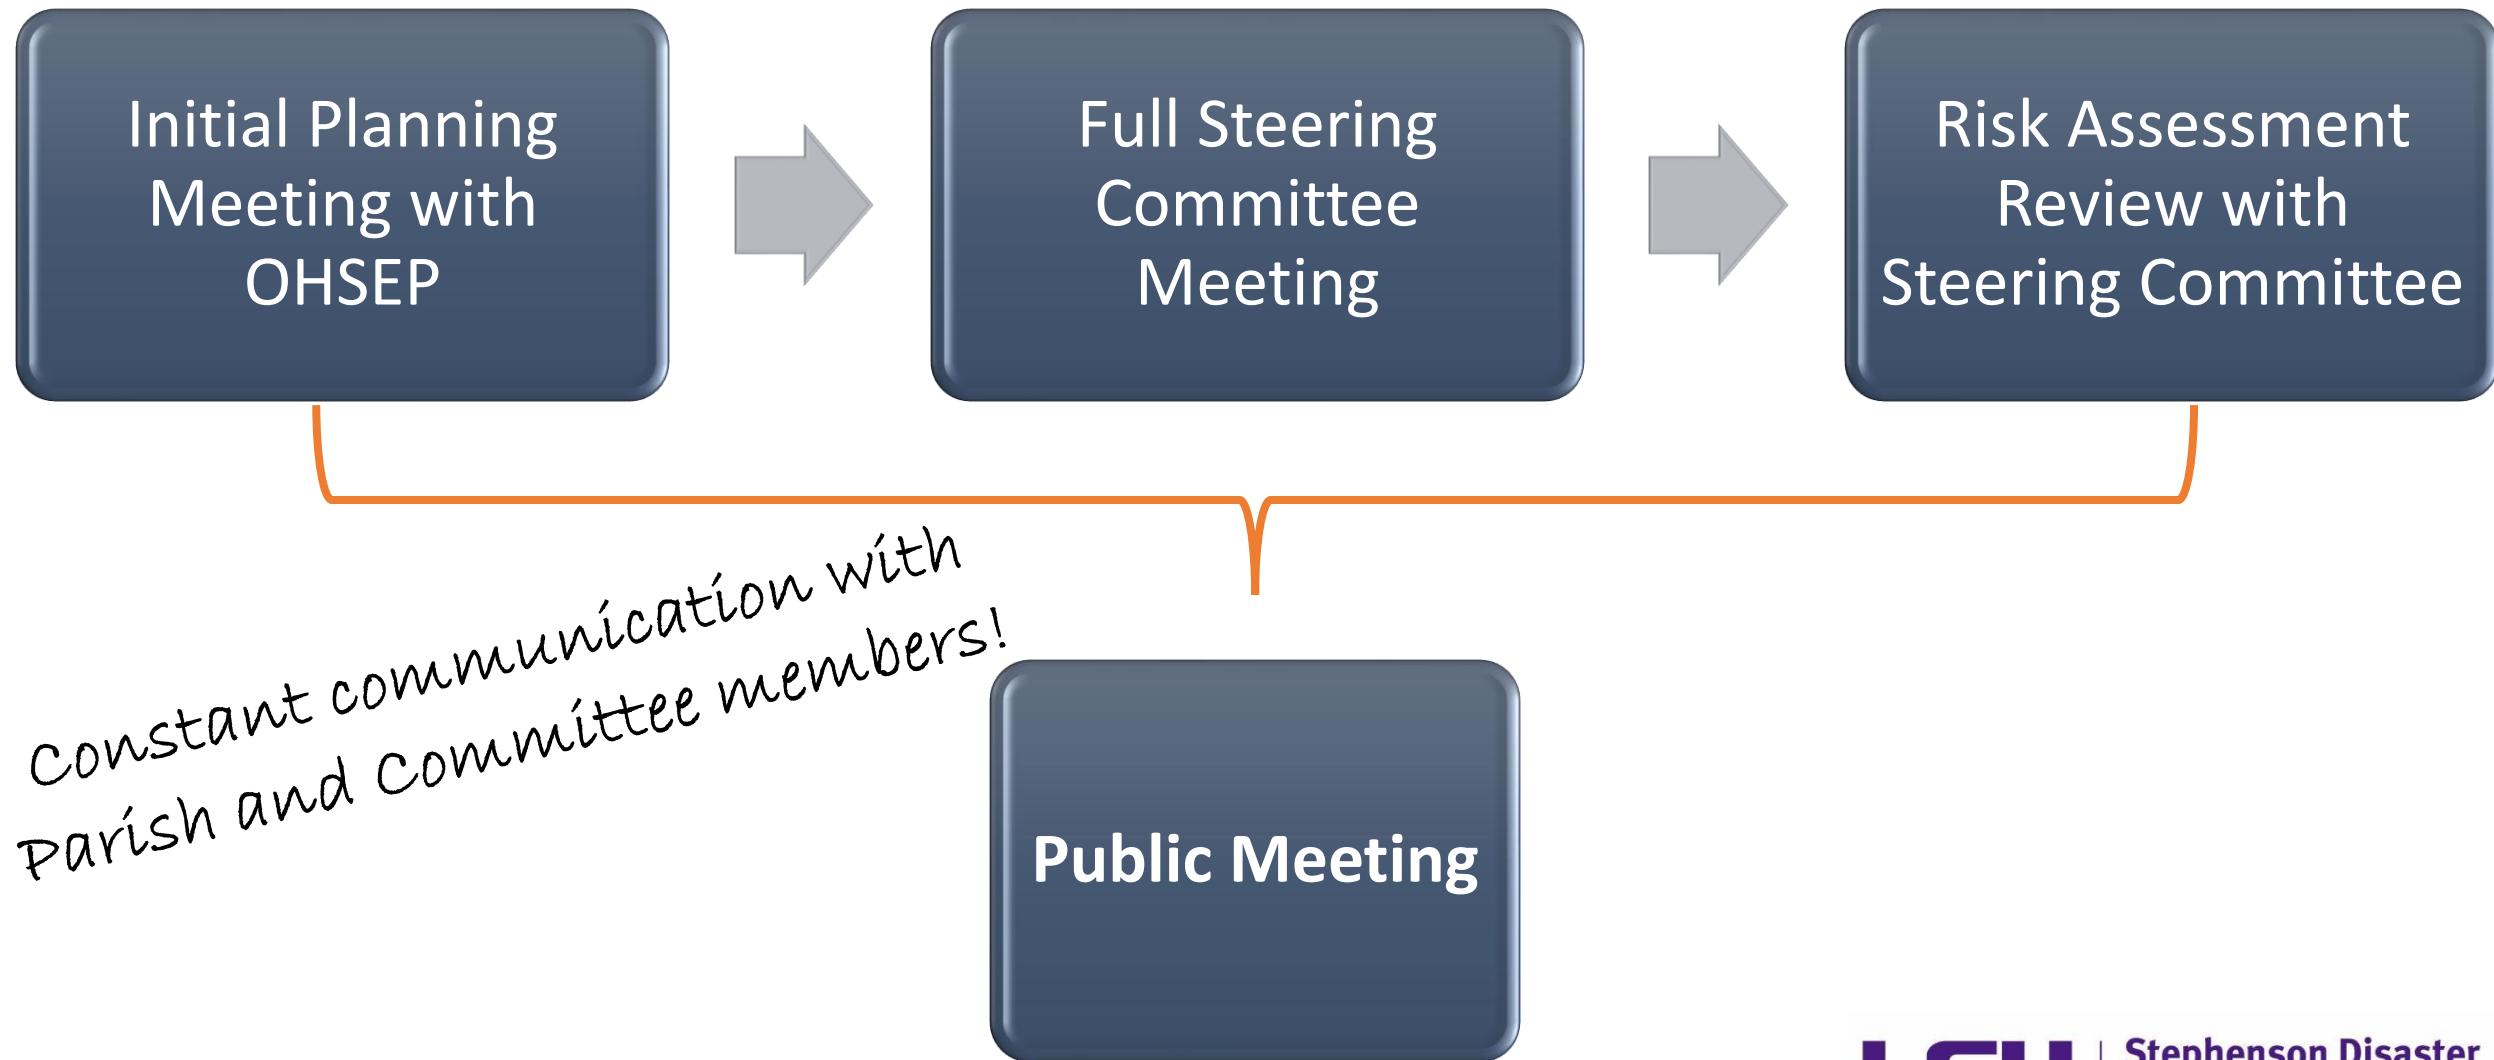 Initial Planning
Meeting with
OHSEP
Full Steering
Committee
Meeting
Risk Assessment
Review with
Steering Committee
Constant communication with
Parish and Committee members!
Public Meeting
LSU
Stephenson Disaster